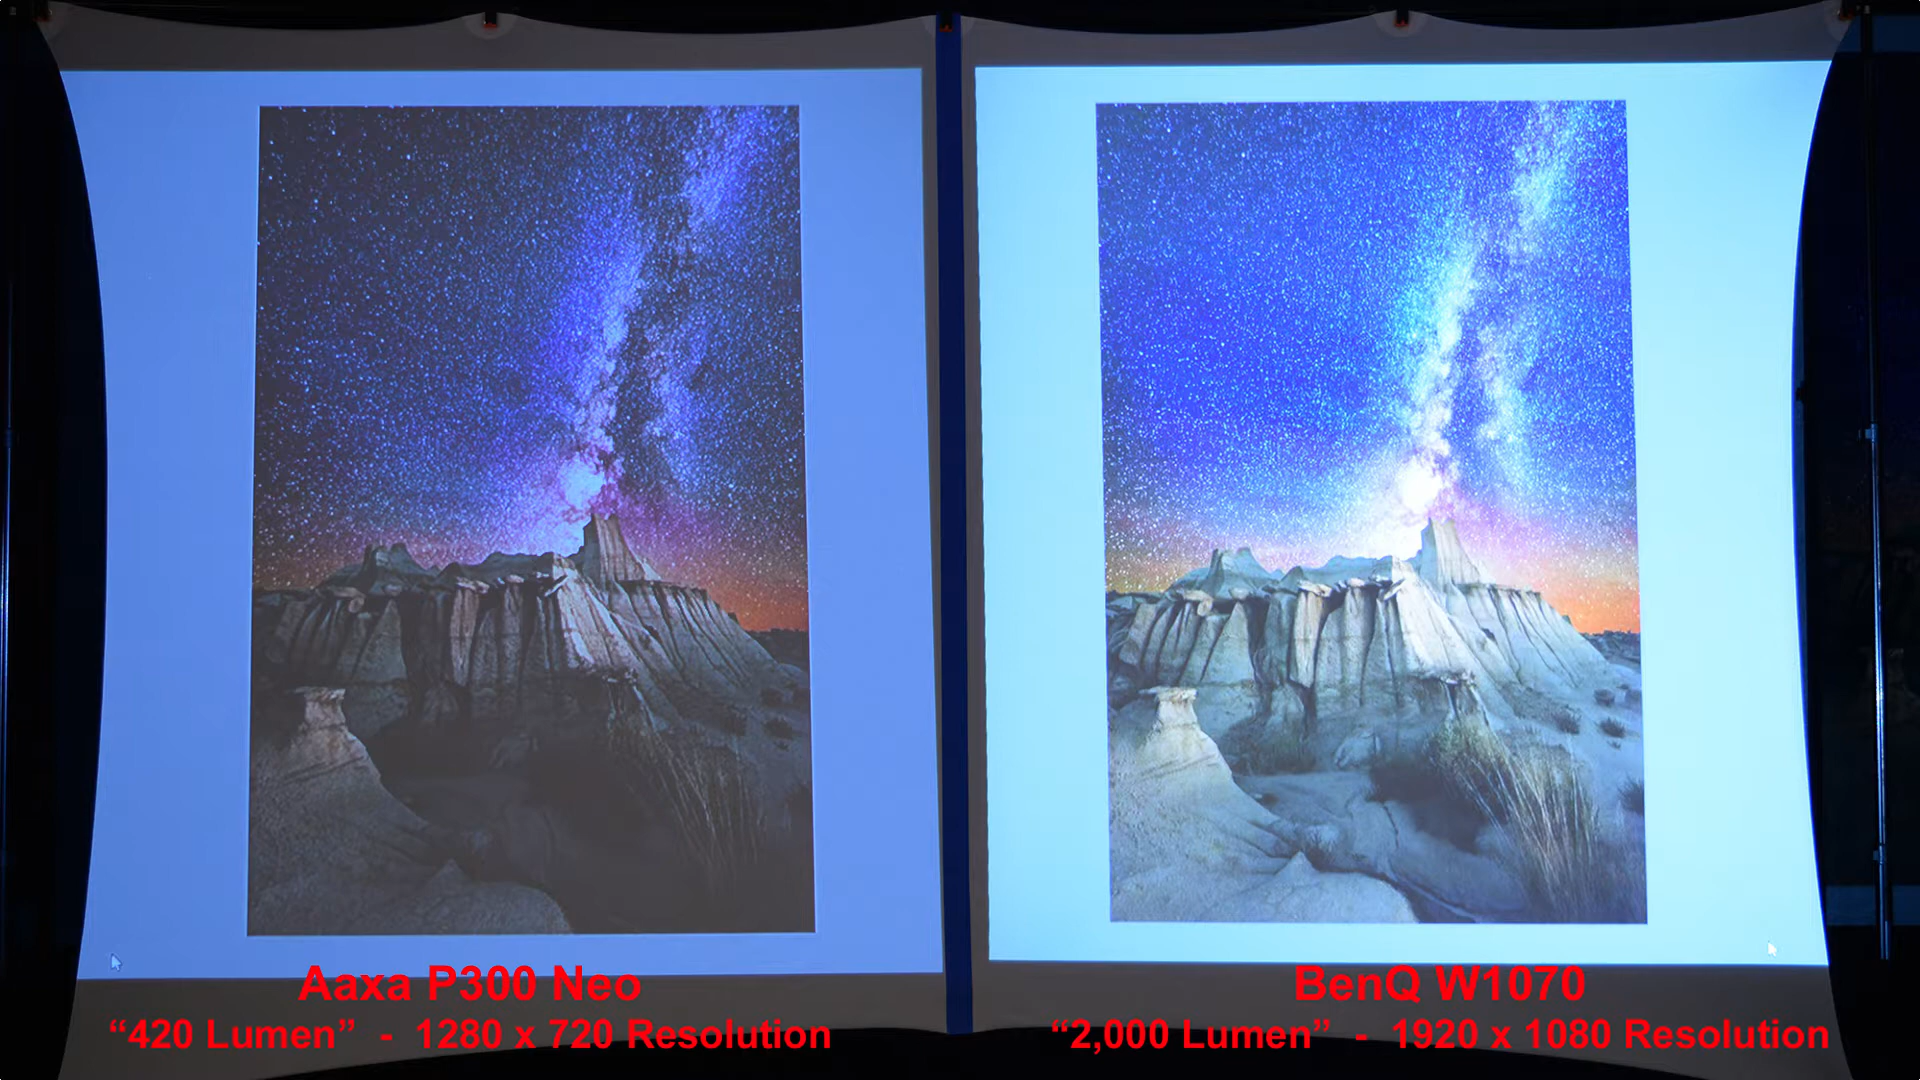 Aaxa P300 Neo
“420 Lumen” - 1280 x 720 Resolution
BenQ W1070
“2,000 Lumen” - 1920 x 1080 Resolution